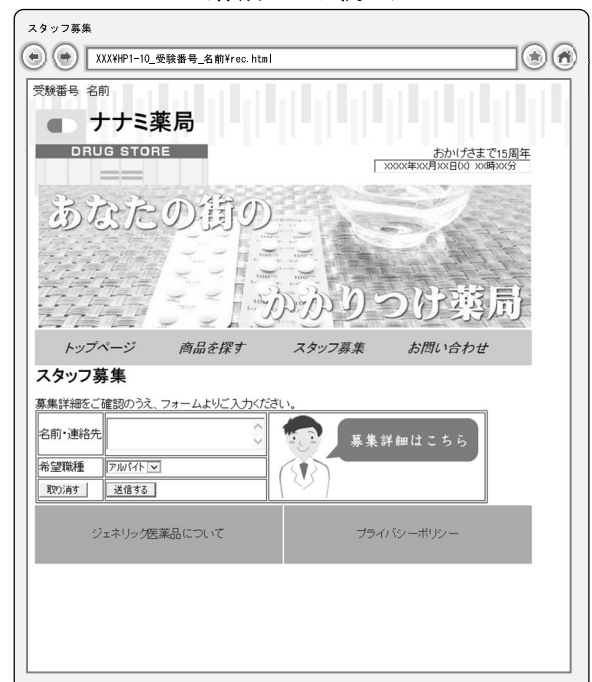 スタッフ募集
XXX¥HP1-10_受験番号_名前¥rec.html
受験番号 名前
ナナミ薬局
DRUG STORE
おかげさまで15周年
XXXX年XX月XX日(X) XX時XX分
あなたの街の
かかりつけ薬局
トップページ 商品を探す スタッフ募集 お問い合わせ
スタッフ募集
募集詳細をご確認のうえ、フォームよりご入力ください。
名前・連絡先
募集詳細はこちら
希望職種 アルバイト
取り消す 送信する
ジェネリック医薬品について プライバシーポリシー